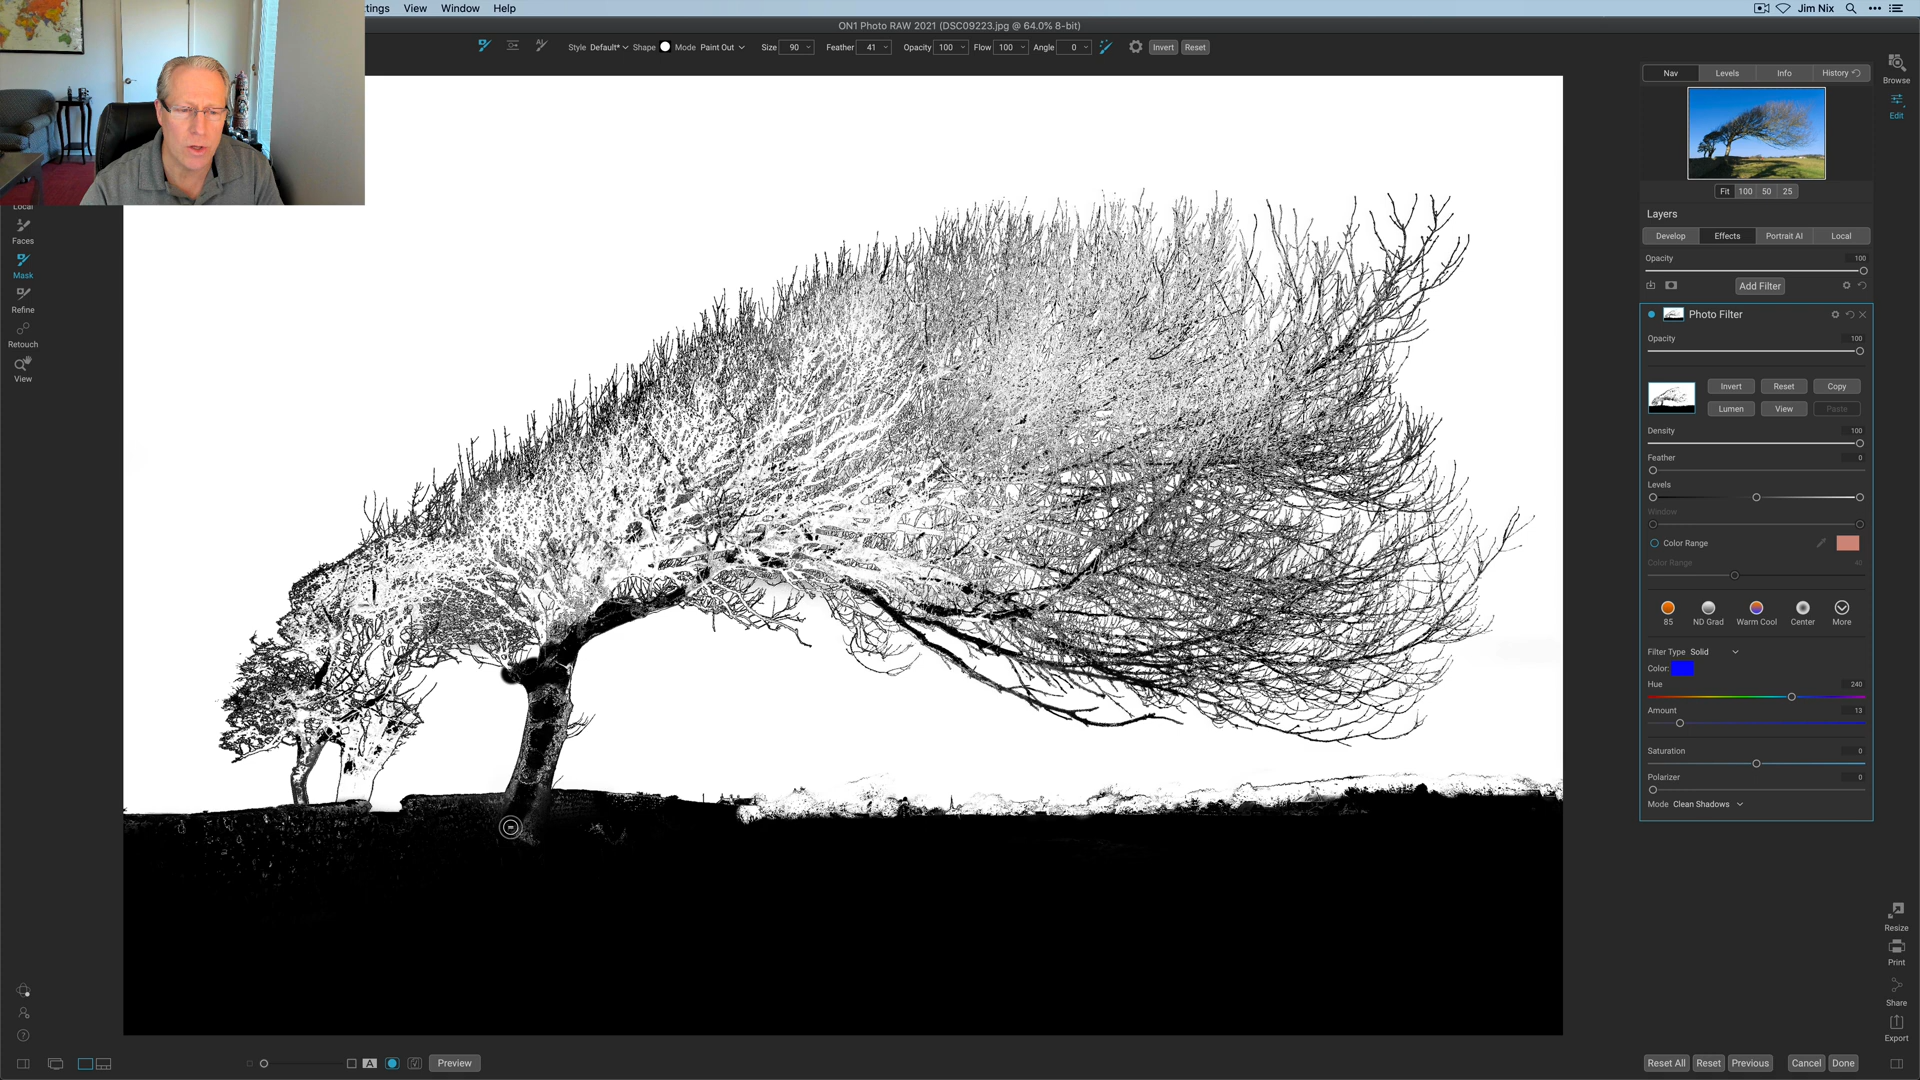 ttings View Window Help Jim Nix
ON1 Photo RAW 2021 (DSC09223.jpg @ 64.0% 8-bit)
Style Default* Shape Mode Paint Out Size 90 Feather 41 Opacity 100 Flow 100 Angle 0 Invert Reset
Nav Levels Info History
Browse
Edit
Fit 100 50 25
Local
Faces
Mask
Refine
Retouch
View
Layers
Develop Effects Portrait AI Local
Opacity 100
Add Filter
Photo Filter
Opacity 100
Invert Reset Copy
Lumen View Paste
Density 100
Feather 0
Levels
Window
Color Range
Color Range 40
85 ND Grad Warm Cool Center More
Filter Type Solid
Color:
Hue 240
Amount 13
Saturation 0
Polarizer 0
Mode Clean Shadows
Resize
Print
Share
Export
A Preview
Reset All Reset Previous Cancel Done